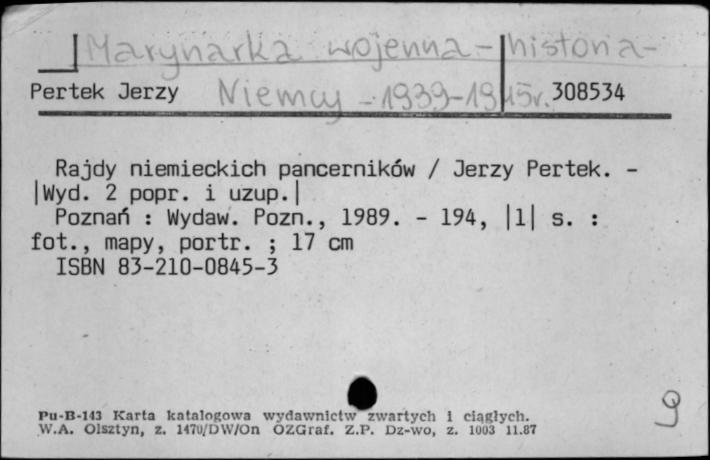 Marynarka wojenna - historia -
Pertek Jerzy Niemcy - 1939-1945r. 308534
Rajdy niemieckich pancerników / Jerzy Pertek. -
|Wyd. 2 popr. i uzup.|
Poznań : Wydaw. Pozn., 1989. - 194, |1| s. :
fot., mapy, portr. ; 17 cm
ISBN 83-210-0845-3
Pu-B-143 Karta katalogowa wydawnictw zwartych i ciągłych.
W.A. Olsztyn, z. 1470/DW/On OZGraf. Z.P. Dz-wo, z. 1003 11.87